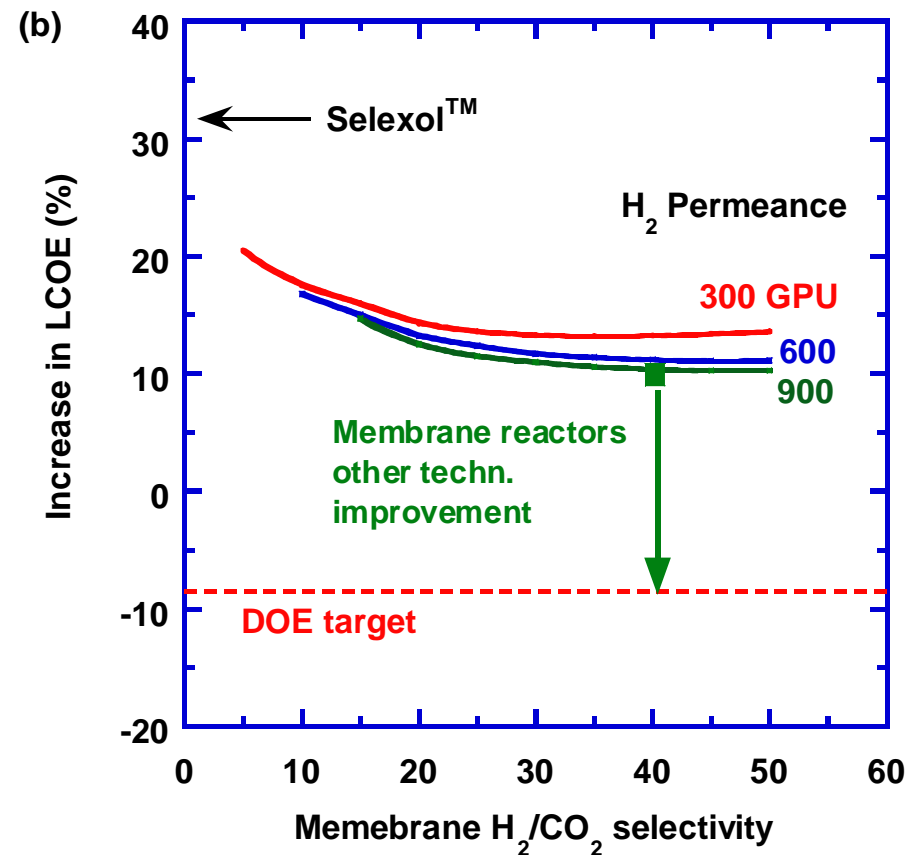 (b)
40
30
20
10
0
-10
-20
Increase in LCOE (%)
Selexol™
H₂ Permeance
300 GPU
600
900
Membrane reactors
other techn.
improvement
DOE target
0 10 20 30 40 50 60
Memebrane H₂/CO₂ selectivity